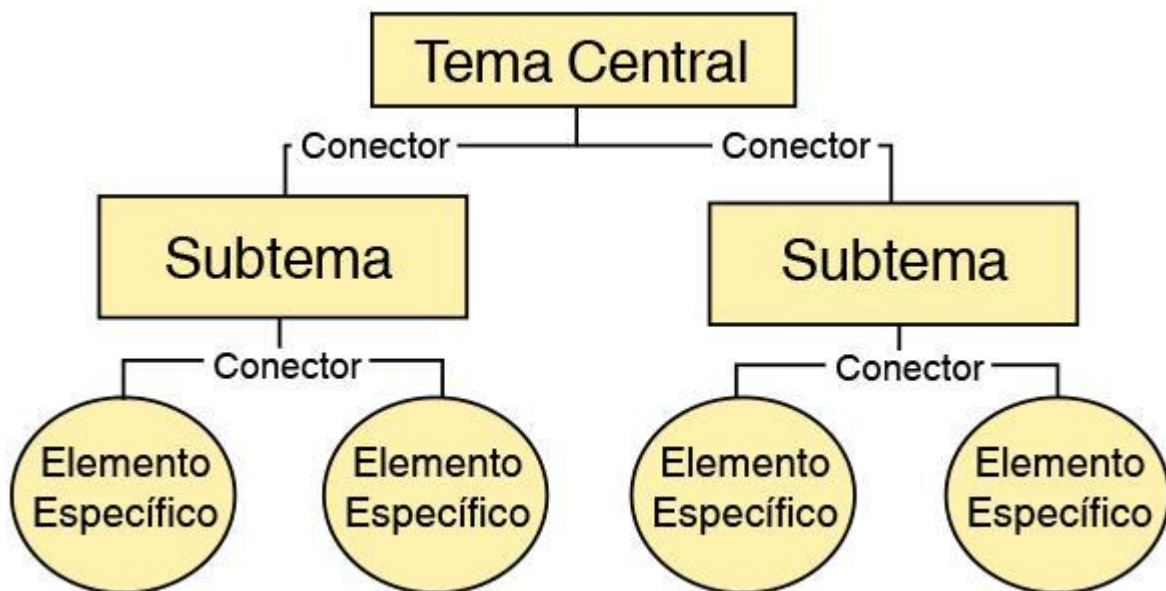 Tema Central
Conector
Conector
Subtema
Subtema
Conector
Conector
Elemento
Específico
Elemento
Específico
Elemento
Específico
Elemento
Específico